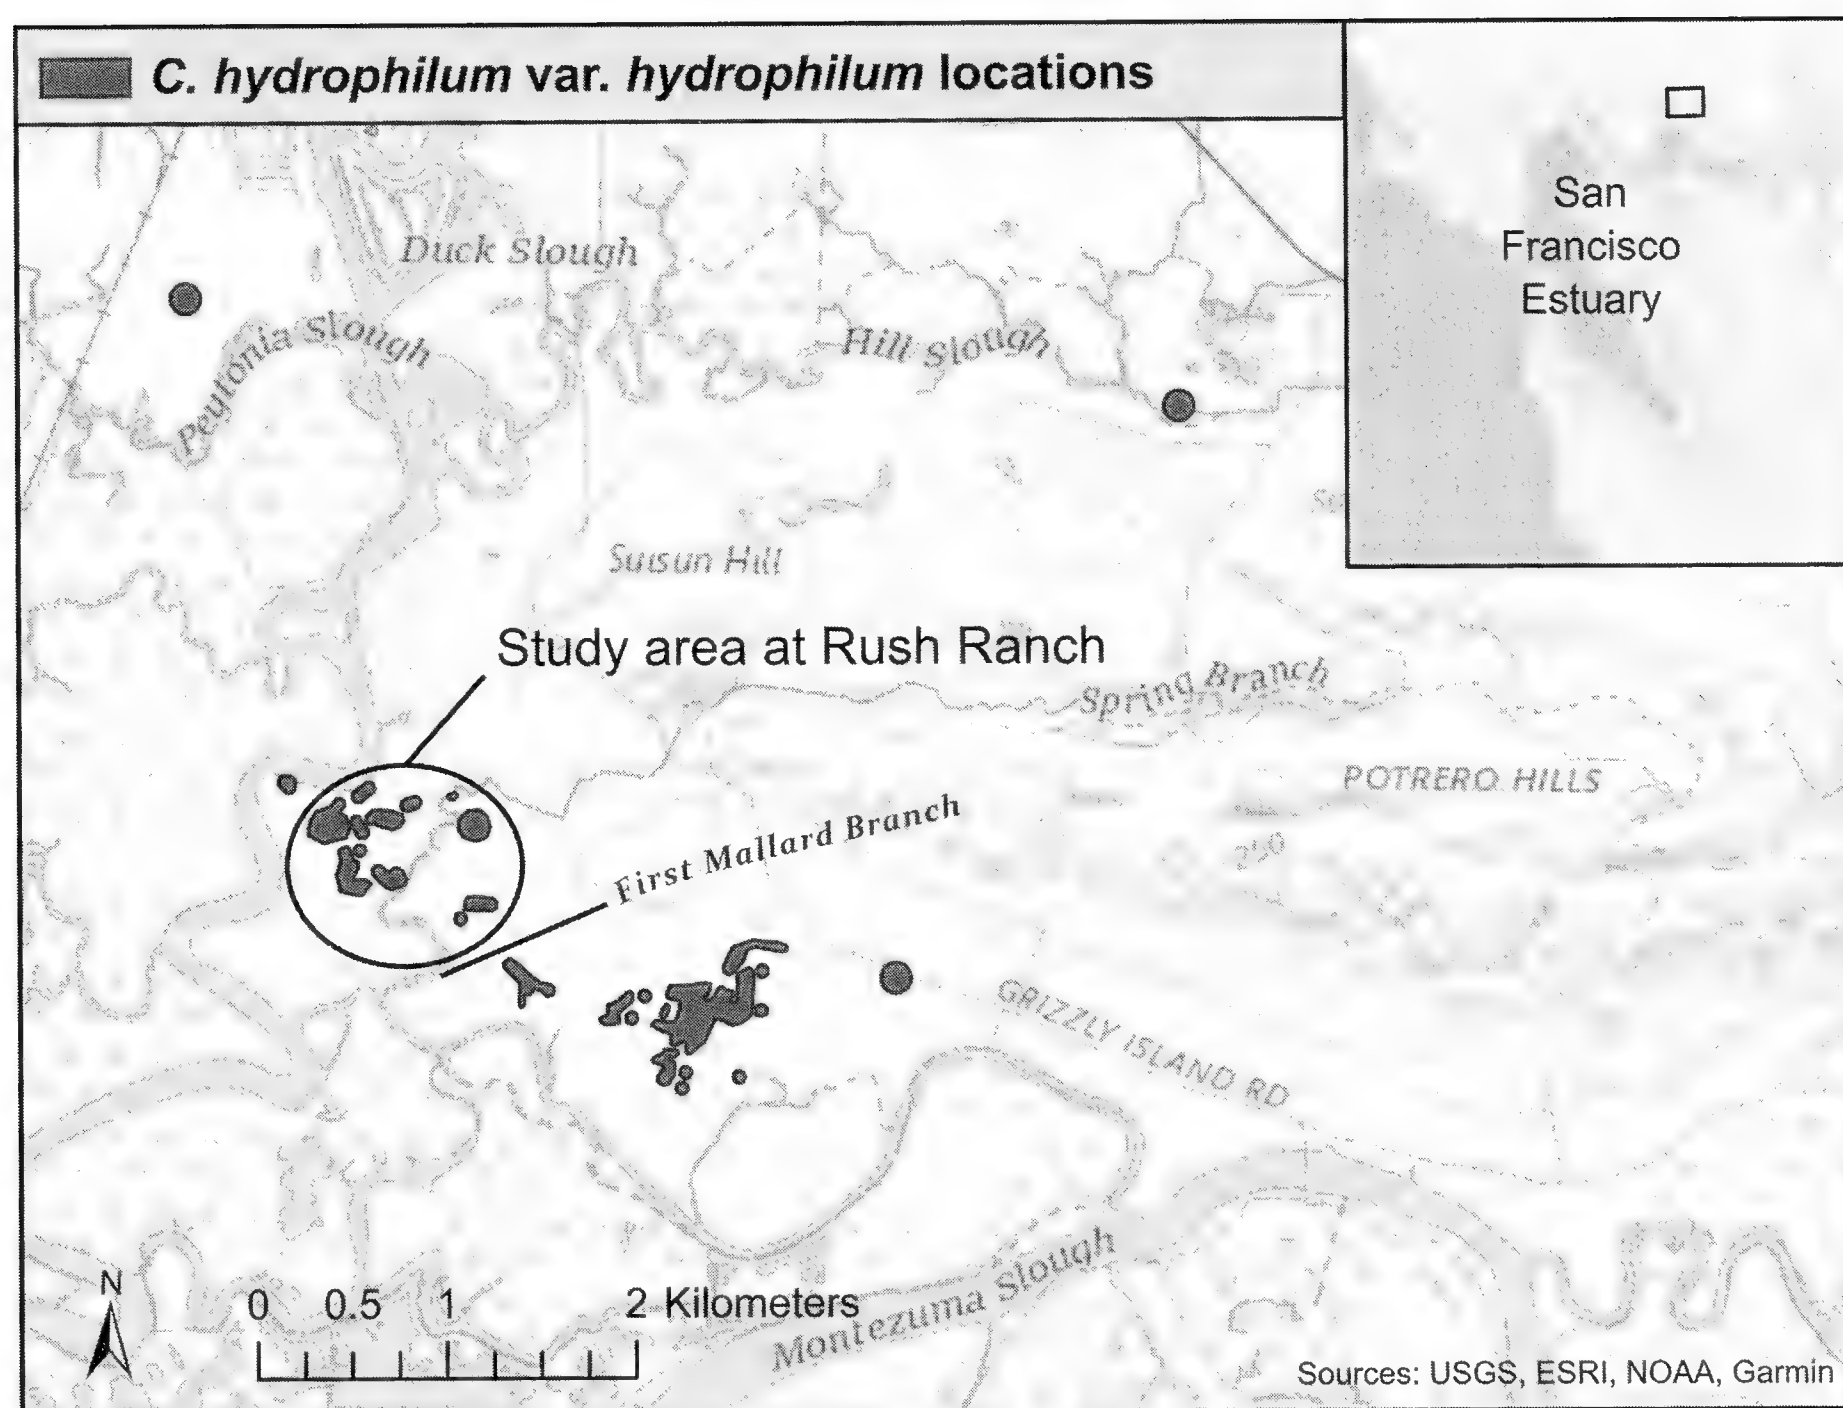 C. hydrophilum var. hydrophilum locations
San
Francisco
Estuary
Duck Slough
Peytonia Slough
Hill Slough
Suisun Hill
Study area at Rush Ranch
Spring Branch
POTRERO HILLS
First Mallard Branch
250
GRIZZLY ISLAND RD
Montezuma Slough
N
0 0.5 1 2 Kilometers
Sources: USGS, ESRI, NOAA, Garmin